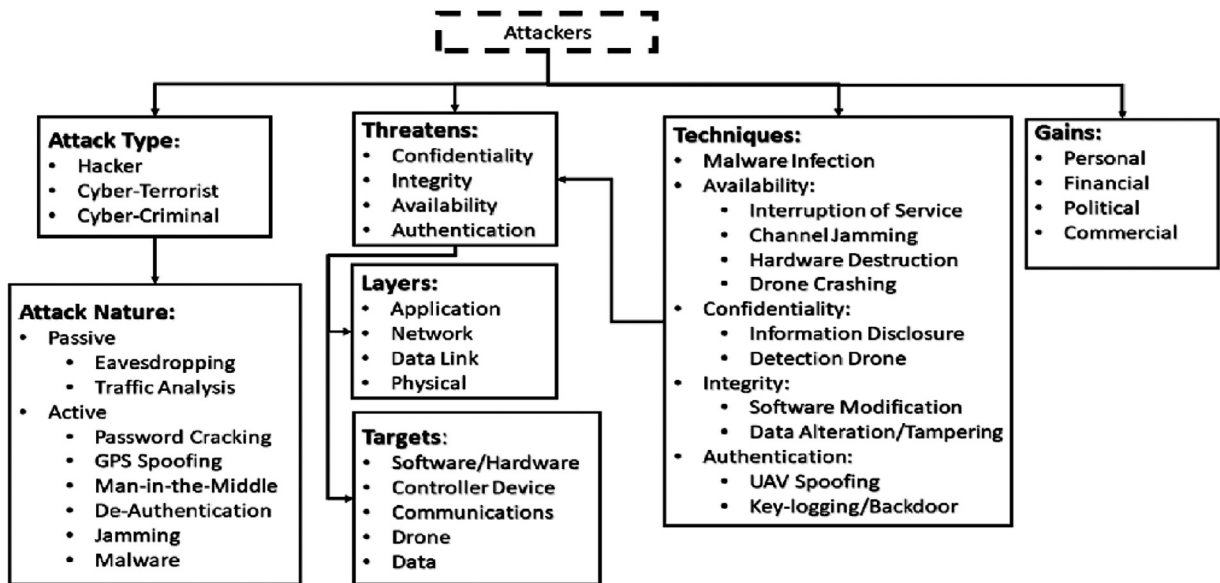 Attackers
Attack Type:
• Hacker
• Cyber-Terrorist
• Cyber-Criminal
Attack Nature:
• Passive
• Eavesdropping
• Traffic Analysis
• Active
• Password Cracking
• GPS Spoofing
• Man-in-the-Middle
• De-Authentication
• Jamming
• Malware
Threatens:
• Confidentiality
• Integrity
• Availability
• Authentication
Layers:
• Application
• Network
• Data Link
• Physical
Targets:
• Software/Hardware
• Controller Device
• Communications
• Drone
• Data
Techniques:
• Malware Infection
• Availability:
• Interruption of Service
• Channel Jamming
• Hardware Destruction
• Drone Crashing
• Confidentiality:
• Information Disclosure
• Detection Drone
• Integrity:
• Software Modification
• Data Alteration/Tampering
• Authentication:
• UAV Spoofing
• Key-logging/Backdoor
Gains:
• Personal
• Financial
• Political
• Commercial